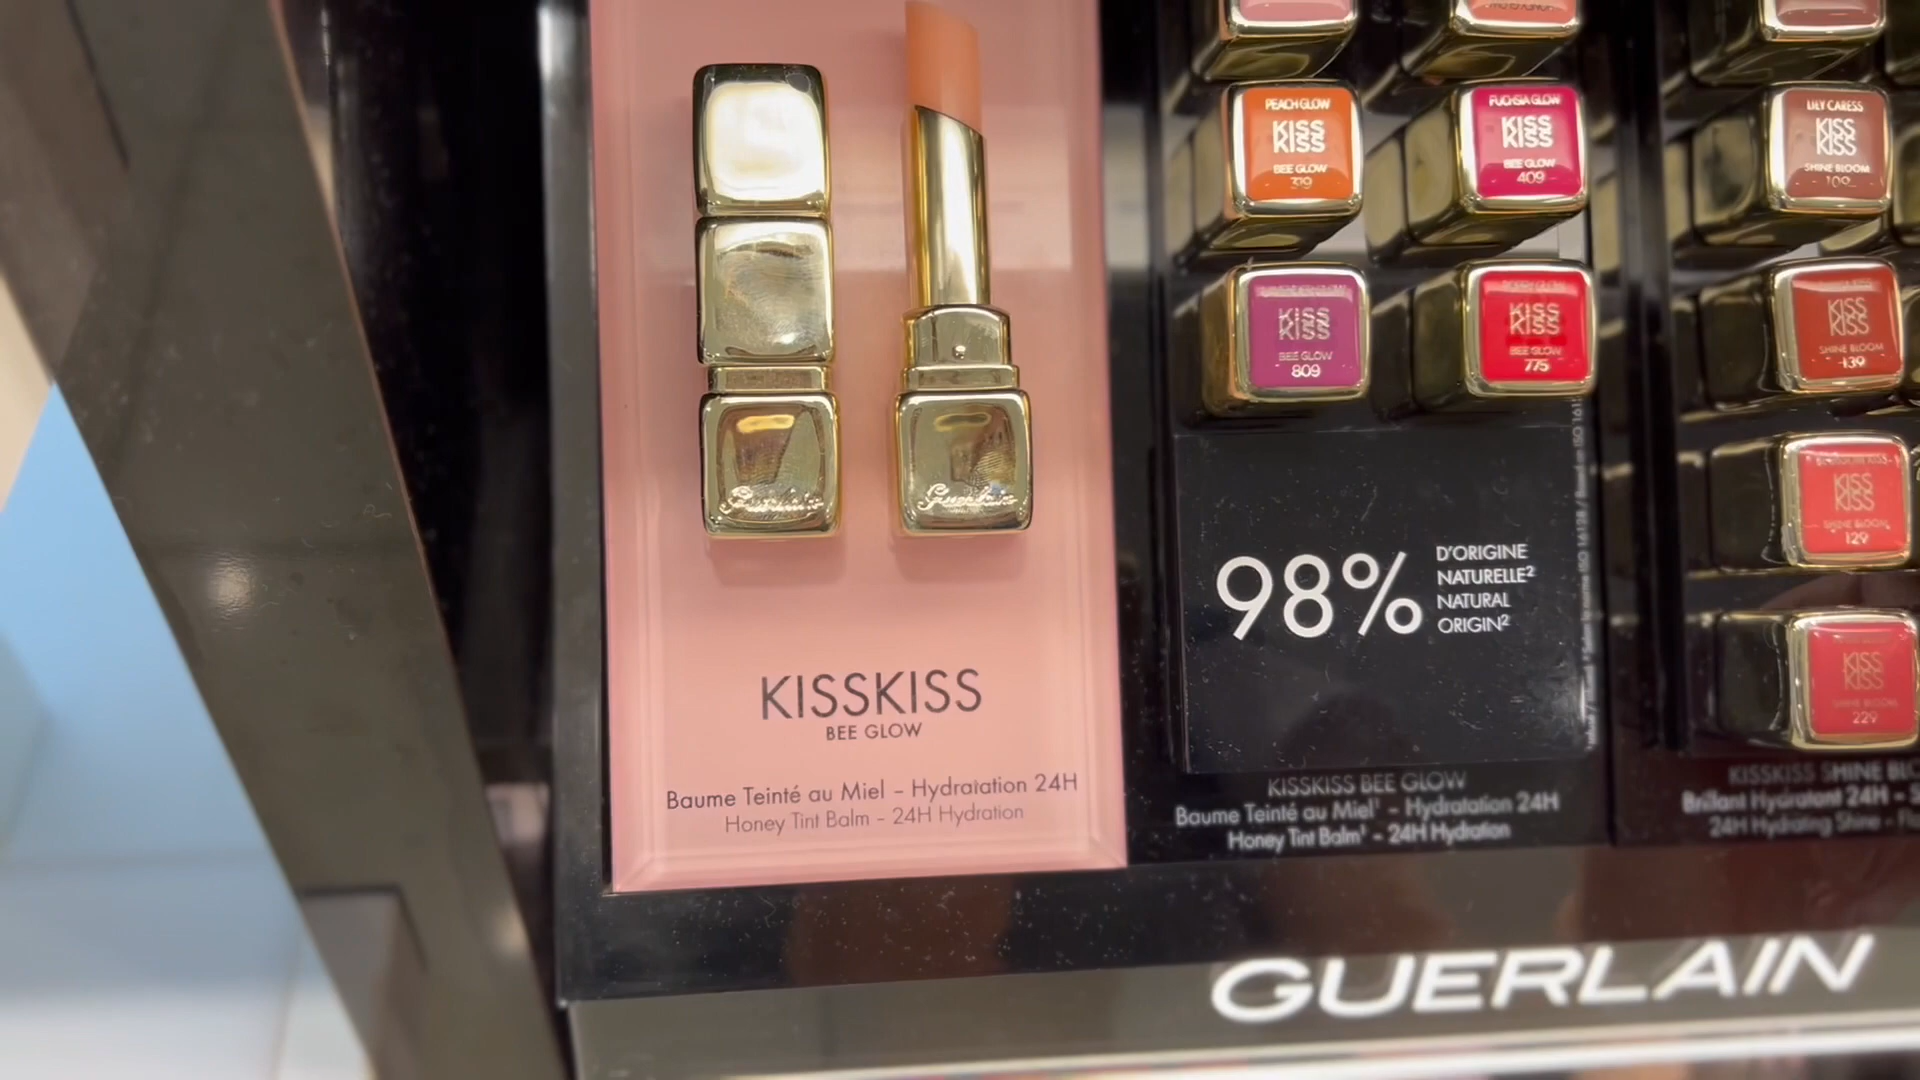 Guerlain
Guerlain
KISSKISS
BEE GLOW
Baume Teinté au Miel – Hydratation 24H
Honey Tint Balm – 24H Hydration
PEACH GLOW
KISS
KISS
BEE GLOW
319
FUCHSIA GLOW
KISS
KISS
BEE GLOW
409
KISS
KISS
BEE GLOW
809
POPPY GLOW
KISS
KISS
BEE GLOW
775
98%
D'ORIGINE
NATURELLE²
NATURAL
ORIGIN²
KISSKISS BEE GLOW
Baume Teinté au Miel¹ – Hydratation 24H
Honey Tint Balm¹ – 24H Hydration
LILY CARESS
KISS
KISS
SHINE BLOOM
109
KISS
KISS
SHINE BLOOM
139
KISS
KISS
SHINE BLOOM
129
KISS
KISS
SHINE BLOOM
229
KISSKISS SHINE
Brillant Hydratant 24H –
24H Hydrating Shine –
GUERLAIN